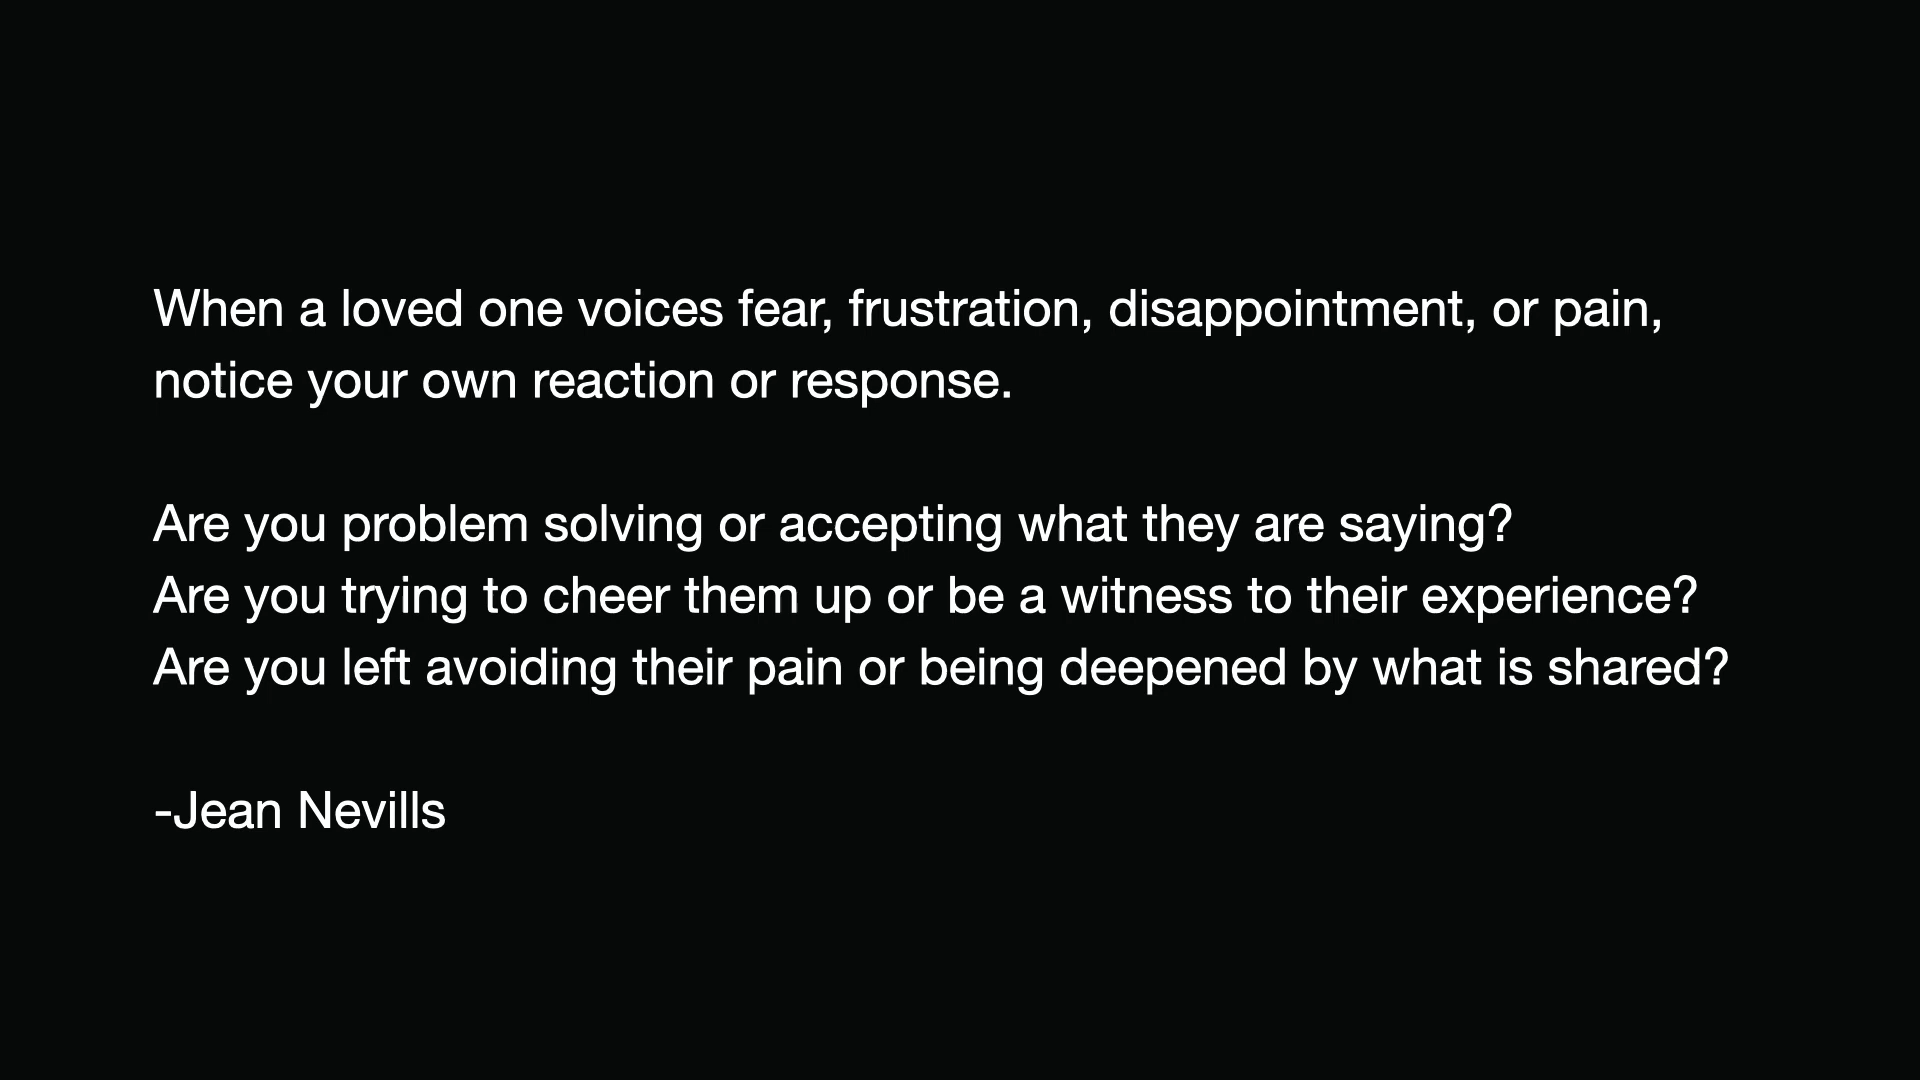 When a loved one voices fear, frustration, disappointment, or pain,
notice your own reaction or response.
Are you problem solving or accepting what they are saying?
Are you trying to cheer them up or be a witness to their experience?
Are you left avoiding their pain or being deepened by what is shared?
-Jean Nevills